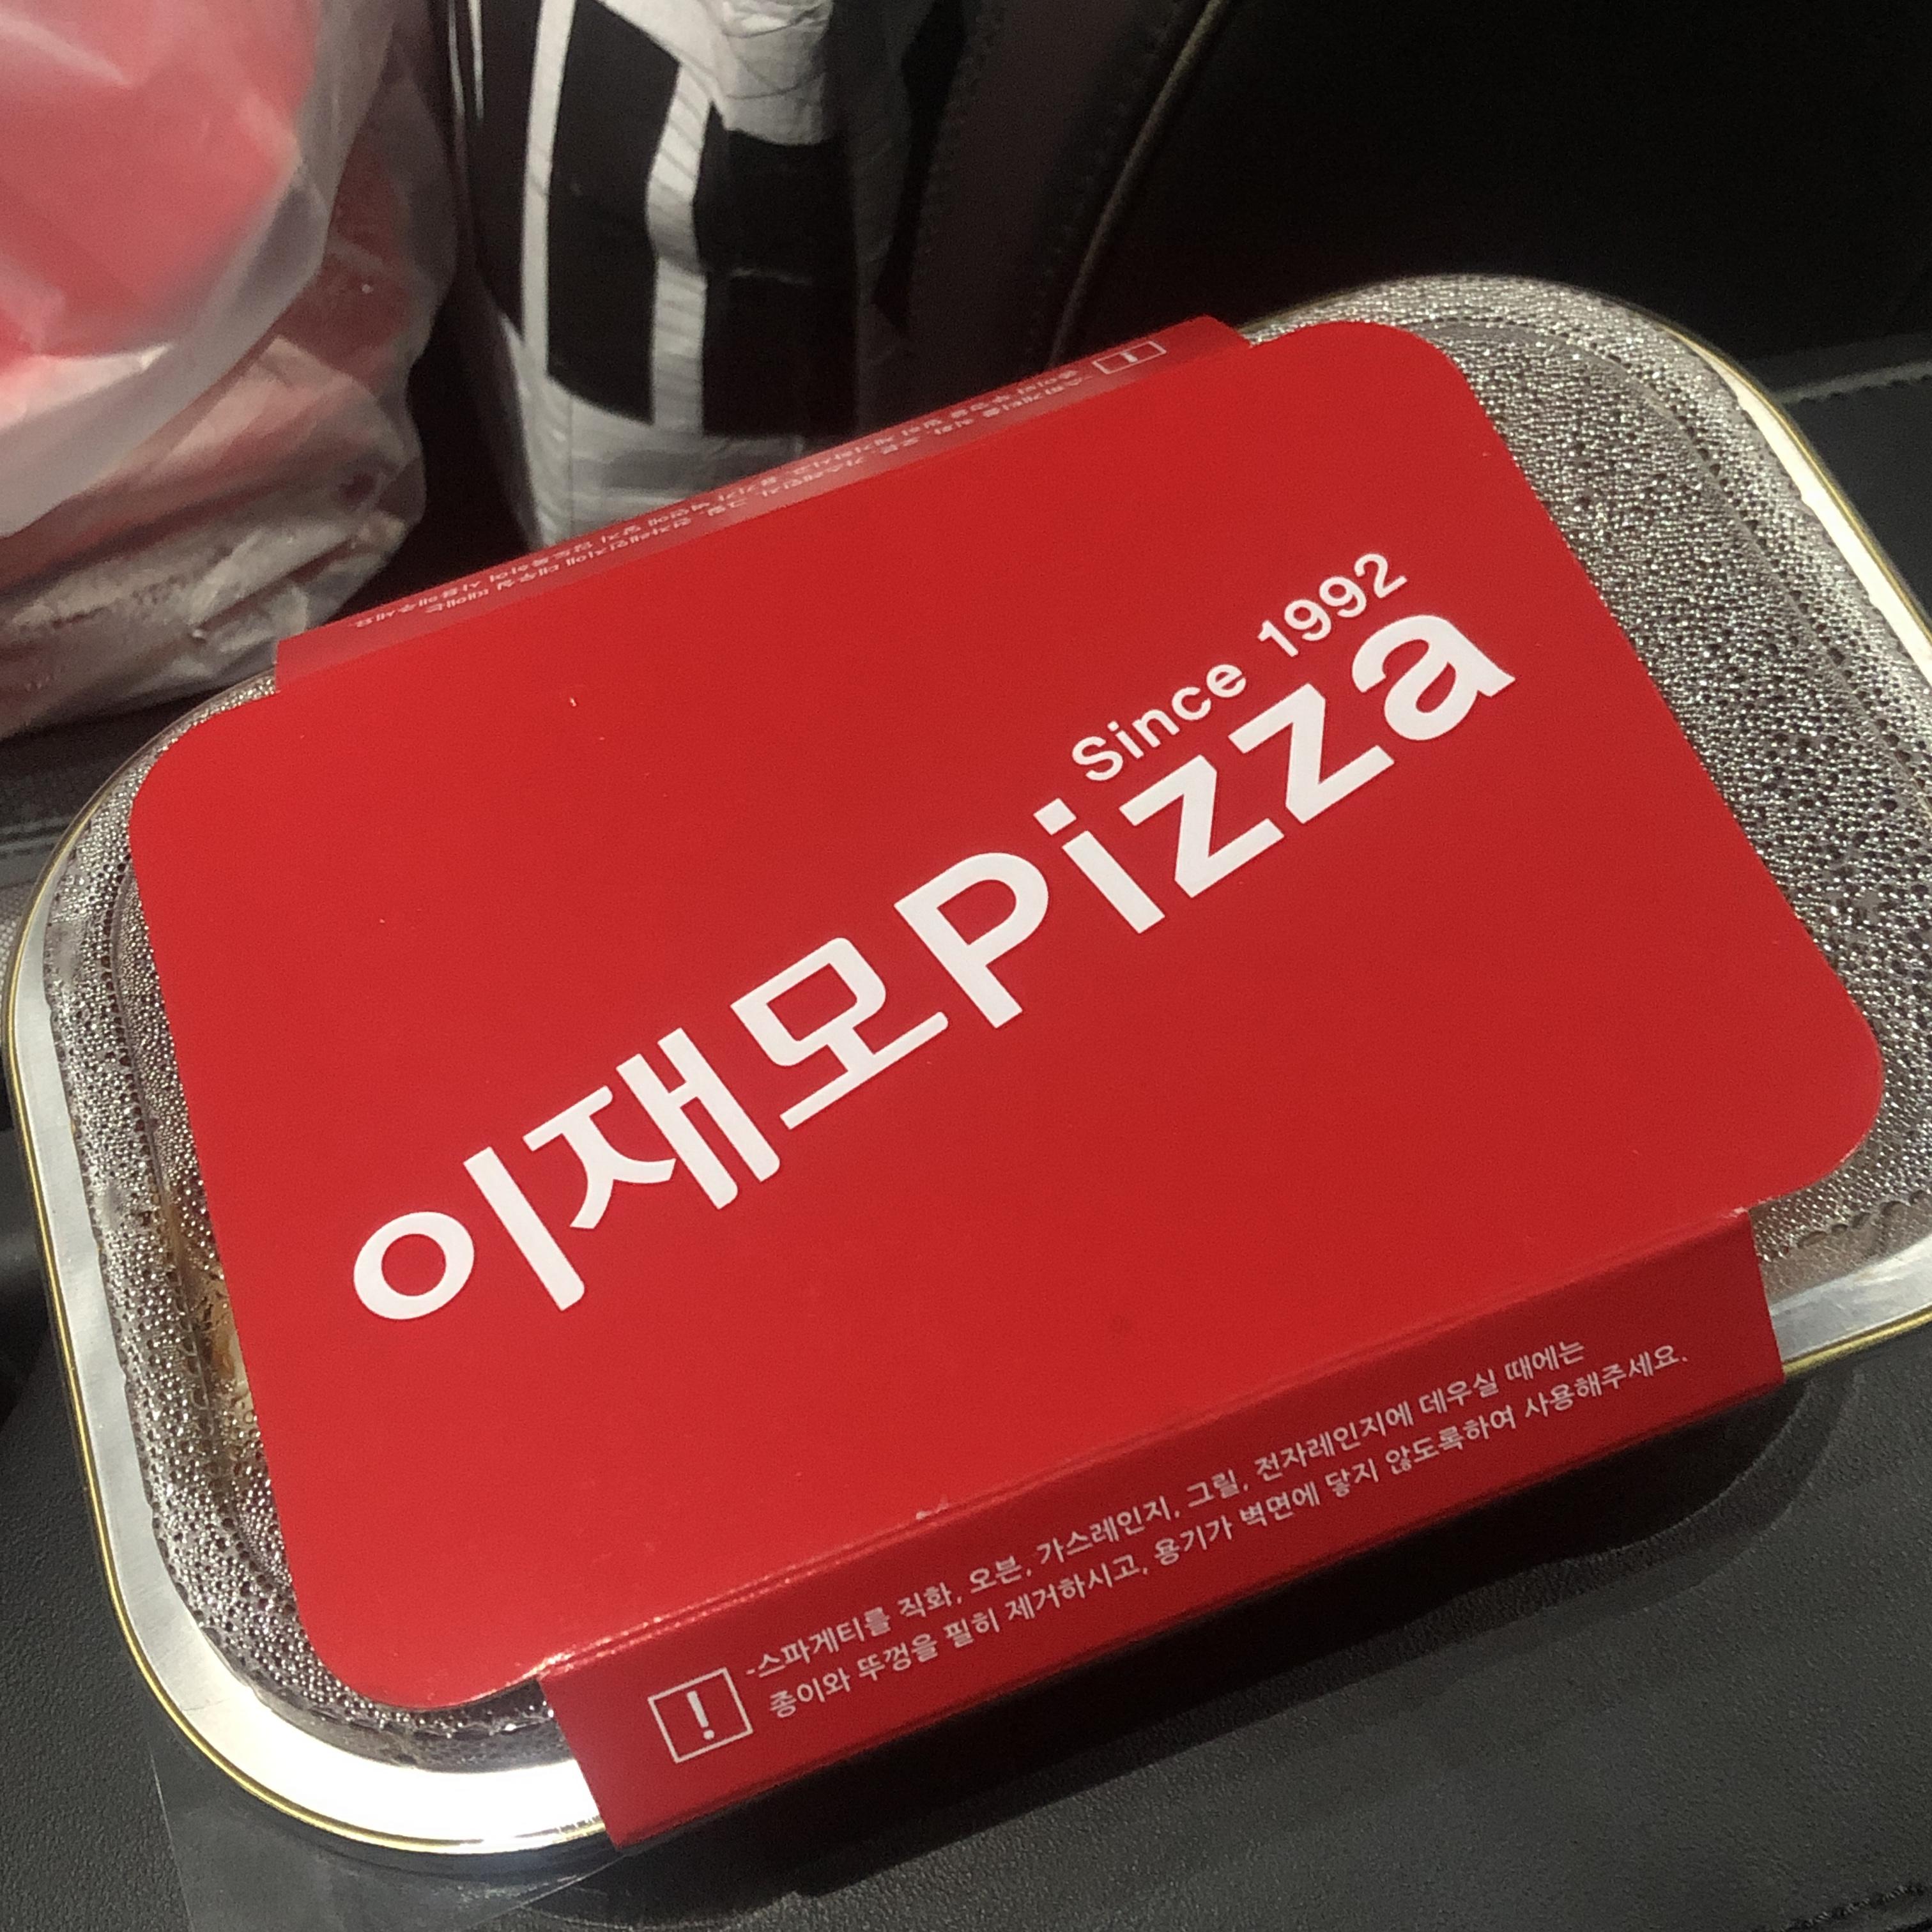 Since 1992
이재모Pizza
-스파게티를 직화, 오븐, 가스레인지, 그릴, 전자레인지에 데우실 때에는
종이와 뚜껑을 필히 제거하시고, 용기가 벽면에 닿지 않도록하여 사용해주세요.